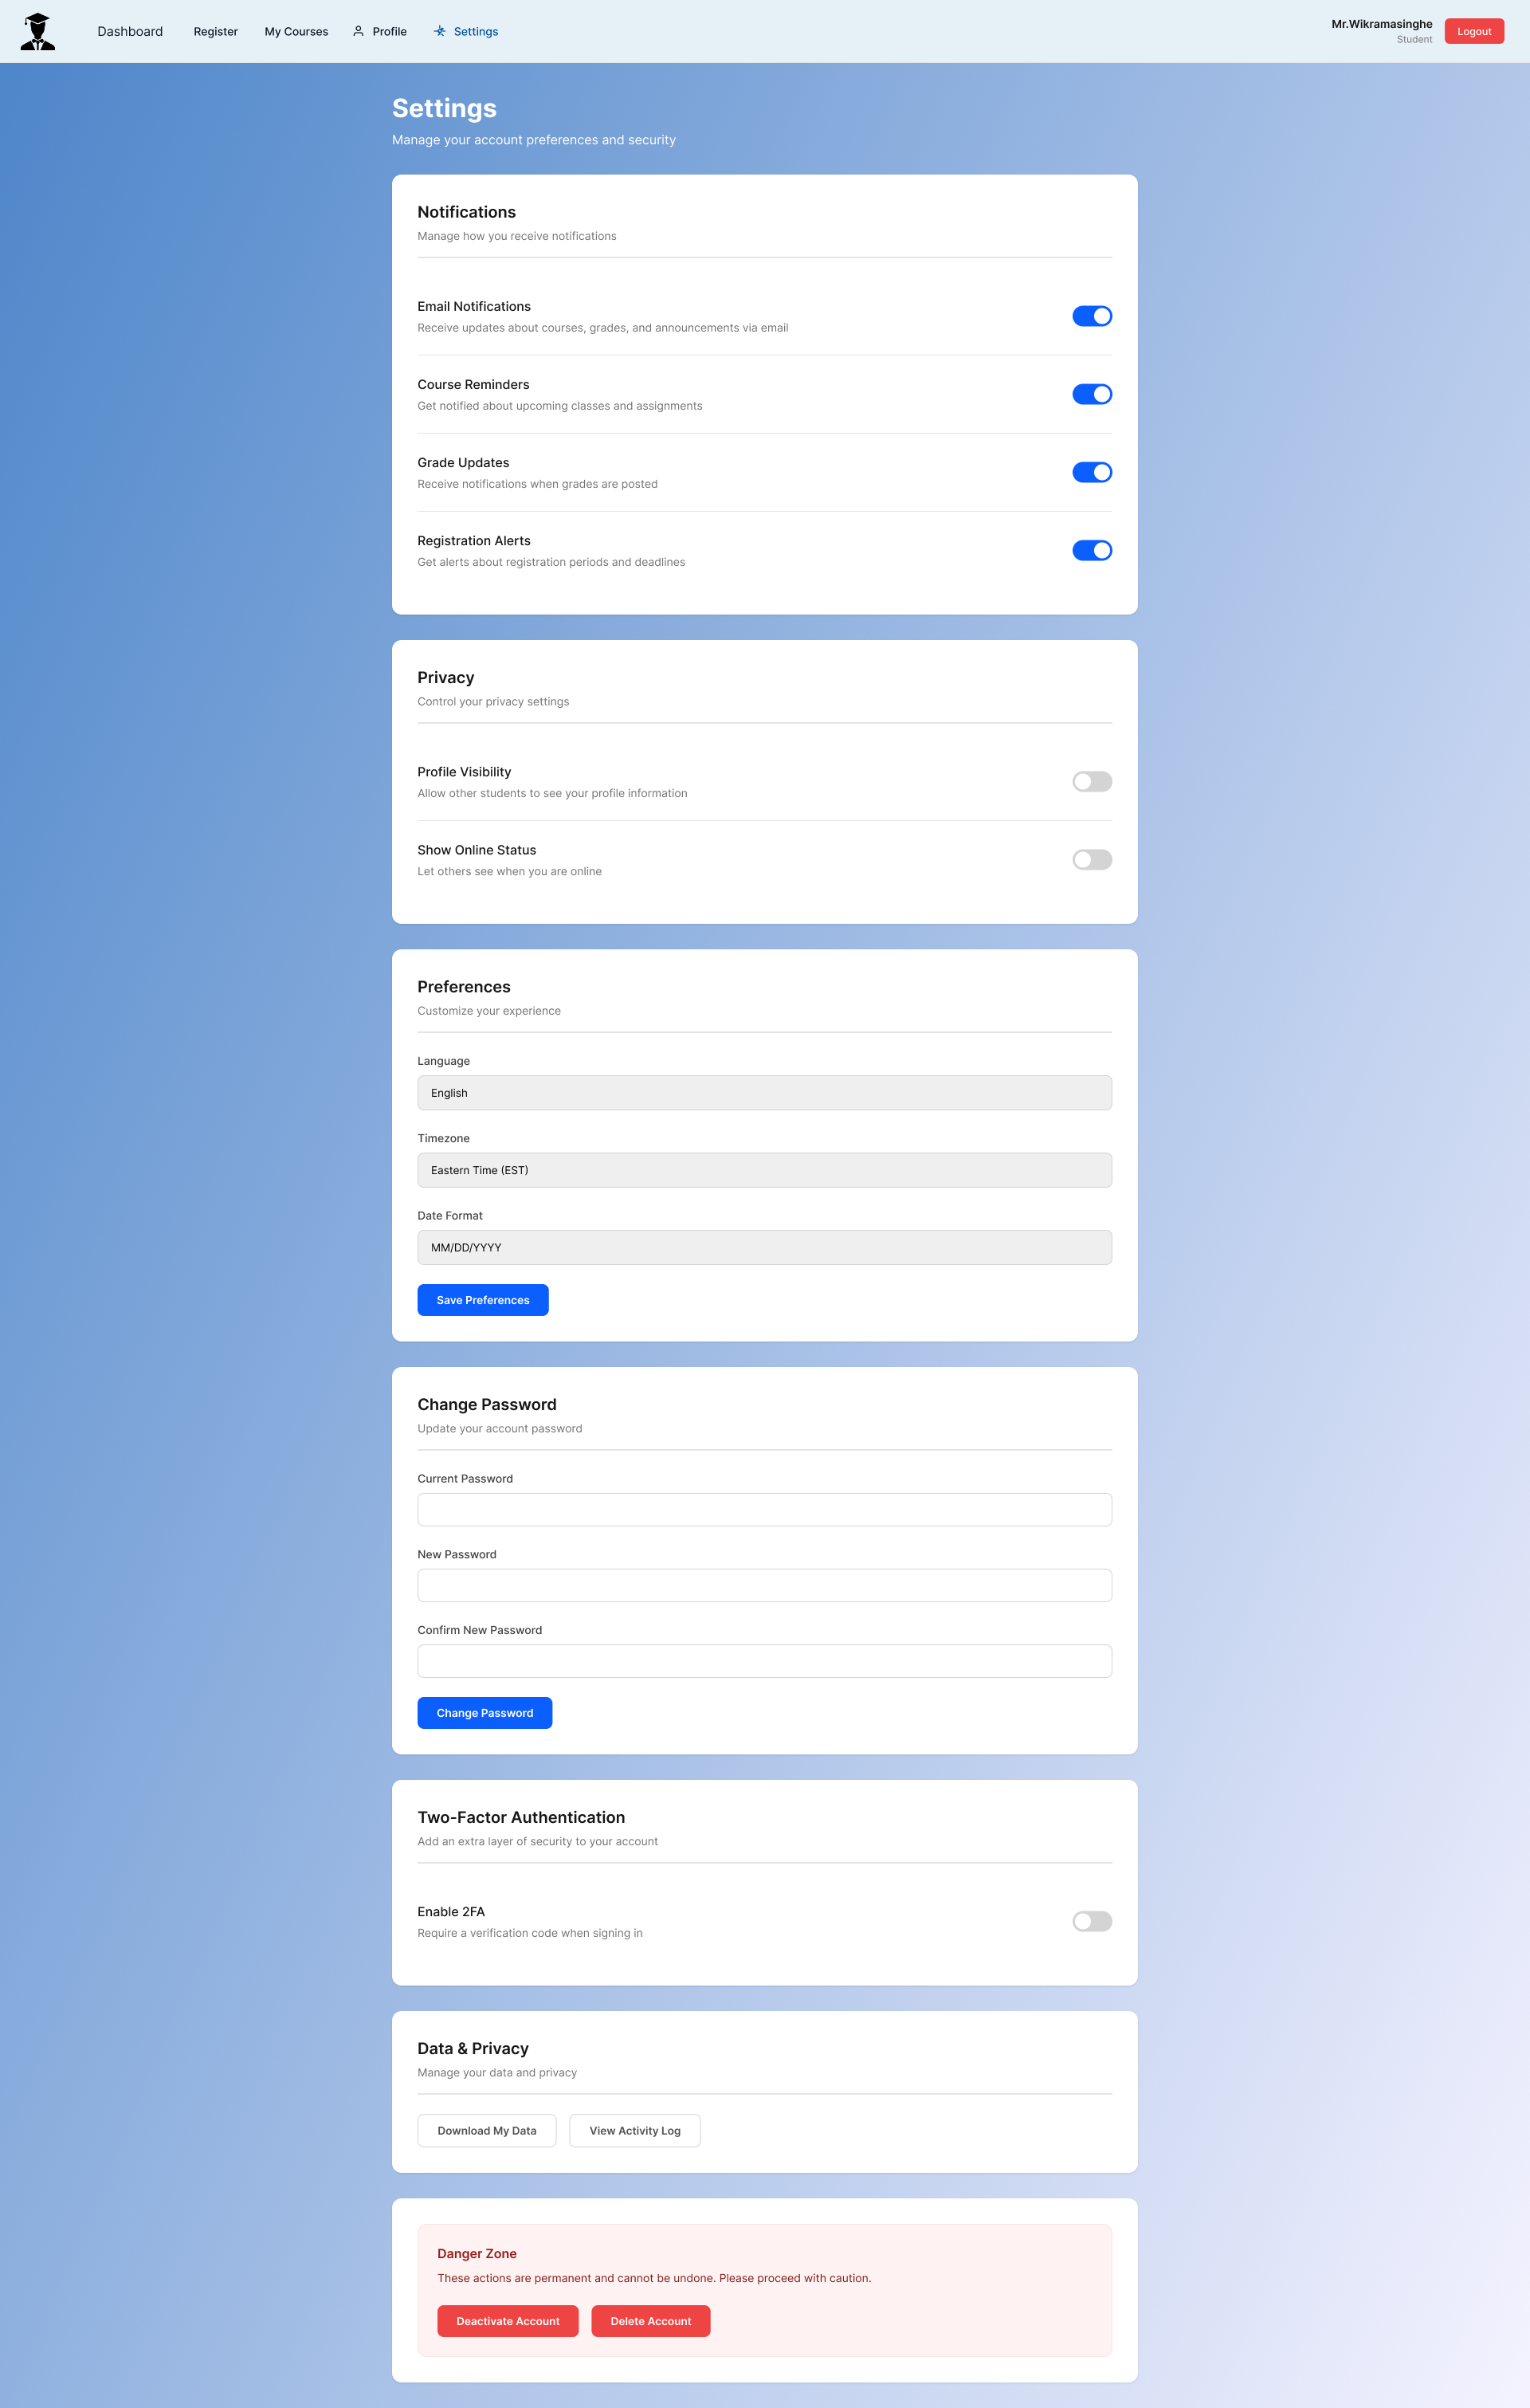 Dashboard
Register
My Courses
Profile
Settings
Mr.Wikramasinghe
Student
Logout
Settings
Manage your account preferences and security
Notifications
Manage how you receive notifications
Email Notifications
Receive updates about courses, grades, and announcements via email
Course Reminders
Get notified about upcoming classes and assignments
Grade Updates
Receive notifications when grades are posted
Registration Alerts
Get alerts about registration periods and deadlines
Privacy
Control your privacy settings
Profile Visibility
Allow other students to see your profile information
Show Online Status
Let others see when you are online
Preferences
Customize your experience
Language
English
Timezone
Eastern Time (EST)
Date Format
MM/DD/YYYY
Save Preferences
Change Password
Update your account password
Current Password
New Password
Confirm New Password
Change Password
Two-Factor Authentication
Add an extra layer of security to your account
Enable 2FA
Require a verification code when signing in
Data & Privacy
Manage your data and privacy
Download My Data
View Activity Log
Danger Zone
These actions are permanent and cannot be undone. Please proceed with caution.
Deactivate Account
Delete Account